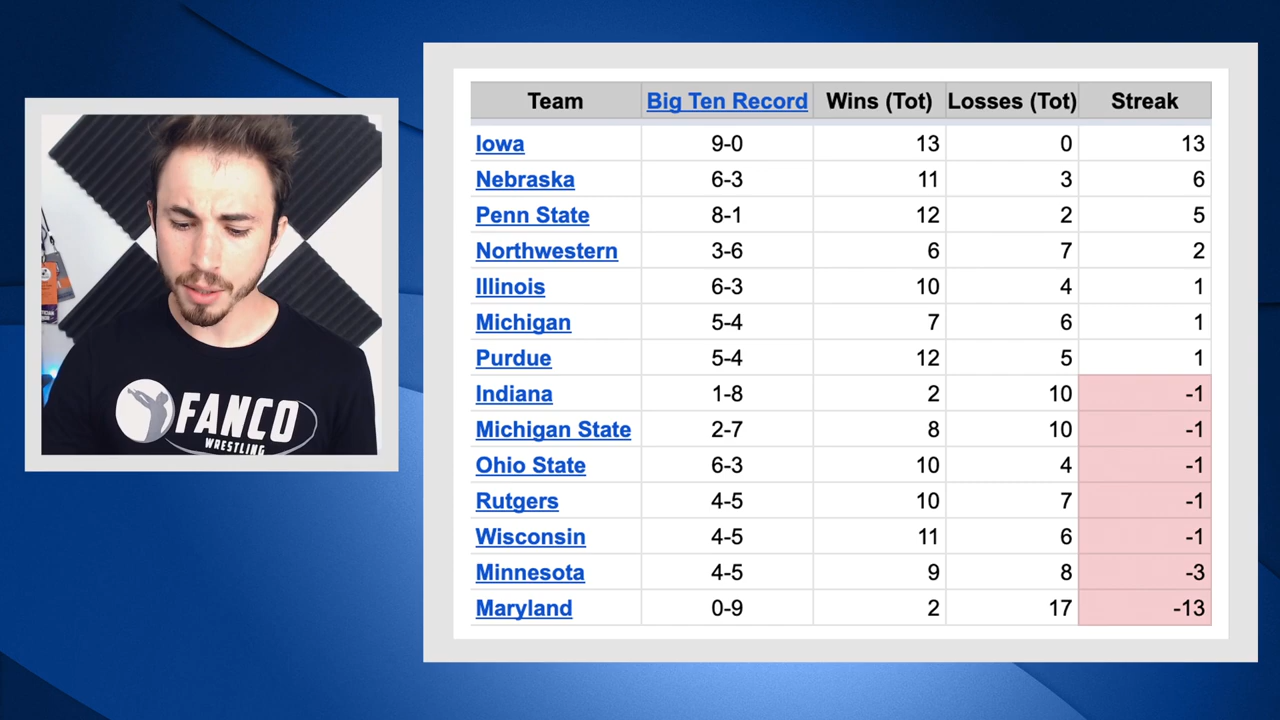 Team Big Ten Record Wins (Tot) Losses (Tot) Streak
Iowa 9-0 13 0 13
Nebraska 6-3 11 3 6
Penn State 8-1 12 2 5
Northwestern 3-6 6 7 2
Illinois 6-3 10 4 1
Michigan 5-4 7 6 1
Purdue 5-4 12 5 1
Indiana 1-8 2 10 -1
Michigan State 2-7 8 10 -1
Ohio State 6-3 10 4 -1
Rutgers 4-5 10 7 -1
Wisconsin 4-5 11 6 -1
Minnesota 4-5 9 8 -3
Maryland 0-9 2 17 -13
FANCO
WRESTLING